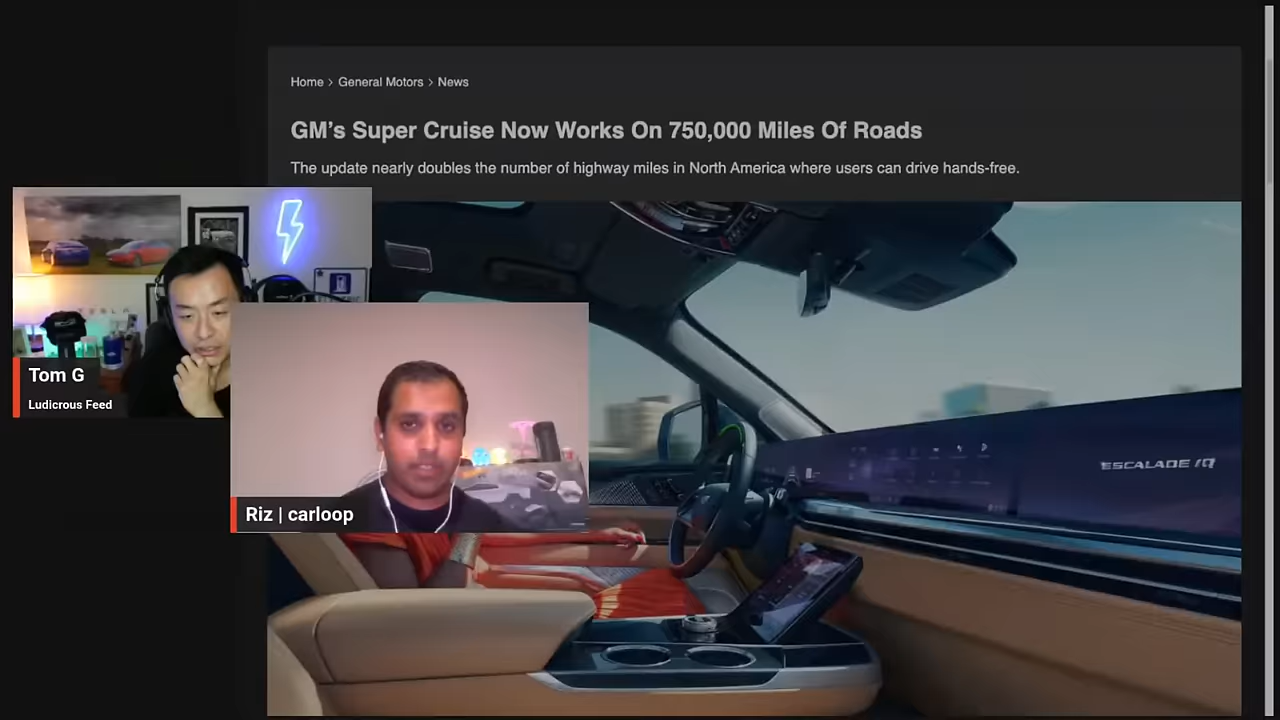 Home > General Motors > News
GM’s Super Cruise Now Works On 750,000 Miles Of Roads
The update nearly doubles the number of highway miles in North America where users can drive hands-free.
Tom G
Ludicrous Feed
Riz | carloop
ESCALADE IQ